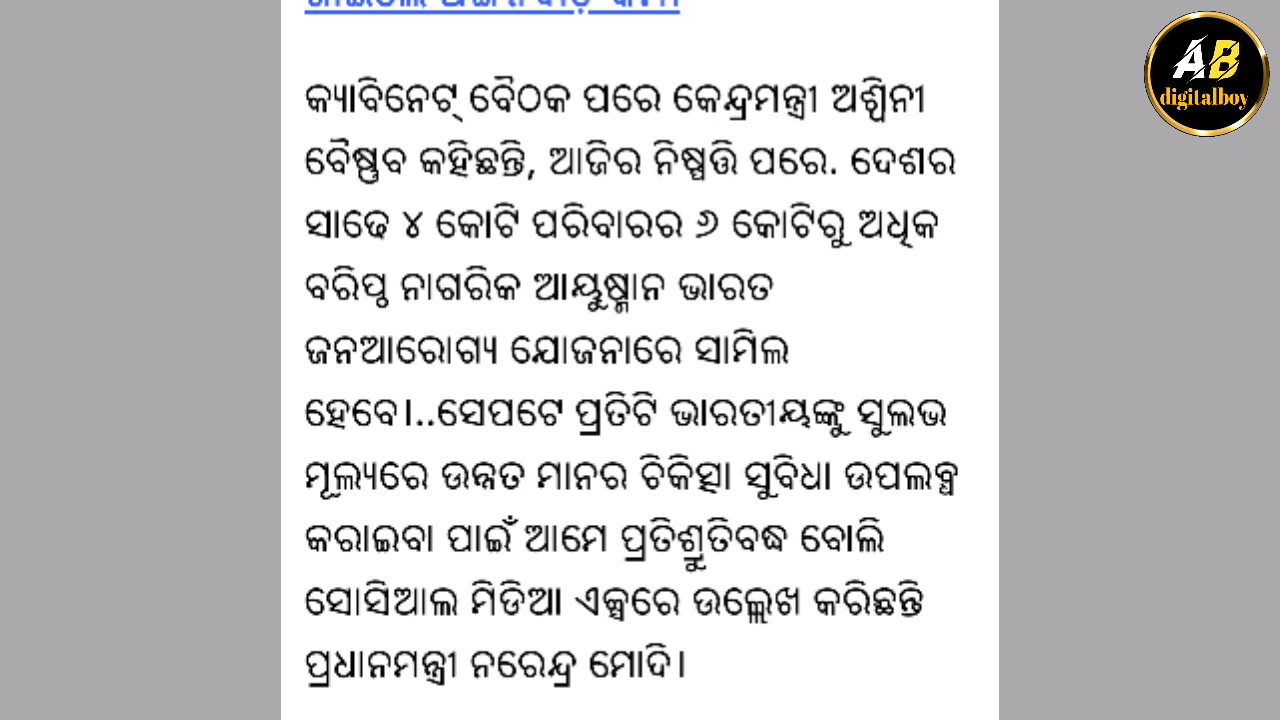 କ୍ୟାବିନେଟ୍ ବୈଠକ ପରେ କେନ୍ଦ୍ରମନ୍ତ୍ରୀ ଅଶ୍ୱିନୀ
ବୈଷ୍ଣବ କହିଛନ୍ତି, ଆଜିର ନିଷ୍ପତ୍ତି ପରେ. ଦେଶର
ସାଢେ ୪ କୋଟି ପରିବାରର ୬ କୋଟିରୁ ଅଧିକ
ବରିଷ୍ଠ ନାଗରିକ ଆୟୁଷ୍ମାନ ଭାରତ
ଜନଆରୋଗ୍ୟ ଯୋଜନାରେ ସାମିଲ
ହେବେ।..ସେପଟେ ପ୍ରତିଟି ଭାରତୀୟଙ୍କୁ ସୁଲଭ
ମୂଲ୍ୟରେ ଉନ୍ନତ ମାନର ଚିକିତ୍ସା ସୁବିଧା ଉପଲବ୍ଧ
କରାଇବା ପାଇଁ ଆମେ ପ୍ରତିଶ୍ରୁତିବଦ୍ଧ ବୋଲି
ସୋସିଆଲ ମିଡିଆ ଏକ୍ସରେ ଉଲ୍ଲେଖ କରିଛନ୍ତି
ପ୍ରଧାନମନ୍ତ୍ରୀ ନରେନ୍ଦ୍ର ମୋଦି।
AB
digitalboy